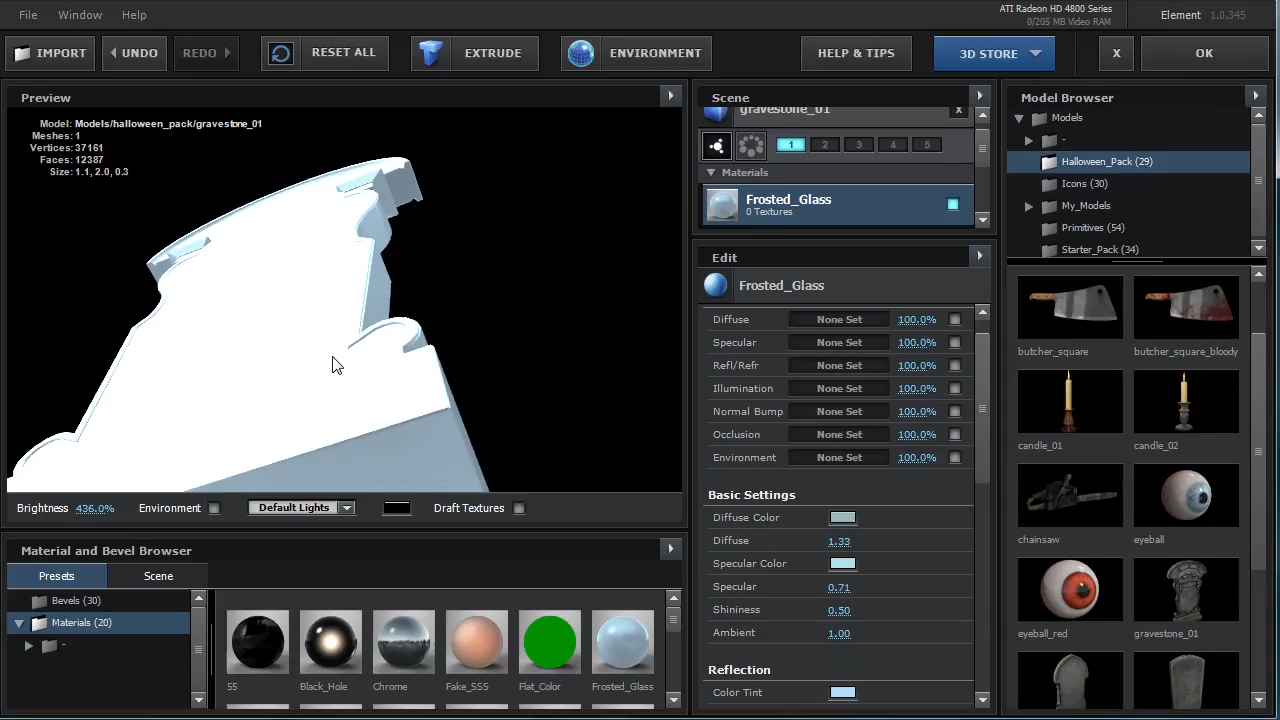 File Window Help
ATI Radeon HD 4800 Series
0/205 MB Video RAM
Element 1.0.345
IMPORT UNDO REDO RESET ALL EXTRUDE ENVIRONMENT HELP & TIPS 3D STORE X OK
Preview
Model: Models/halloween_pack/gravestone_01
Meshes: 1
Vertices: 37161
Faces: 12387
Size: 1.1, 2.0, 0.3
Brightness 436.0% Environment Default Lights Draft Textures
Material and Bevel Browser
Presets Scene
Bevels (30)
Materials (20)
-
55 Black_Hole Chrome Fake_SSS Flat_Color Frosted_Glass
Scene
gravestone_01 x
1 2 3 4 5
Materials
Frosted_Glass
0 Textures
Edit
Frosted_Glass
Diffuse None Set 100.0%
Specular None Set 100.0%
Refl/Refr None Set 100.0%
Illumination None Set 100.0%
Normal Bump None Set 100.0%
Occlusion None Set 100.0%
Environment None Set 100.0%
Basic Settings
Diffuse Color
Diffuse 1.33
Specular Color
Specular 0.71
Shininess 0.50
Ambient 1.00
Reflection
Color Tint
Model Browser
Models
-
Halloween_Pack (29)
Icons (30)
My_Models
Primitives (54)
Starter_Pack (34)
butcher_square butcher_square_bloody
candle_01 candle_02
chainsaw eyeball
eyeball_red gravestone_01